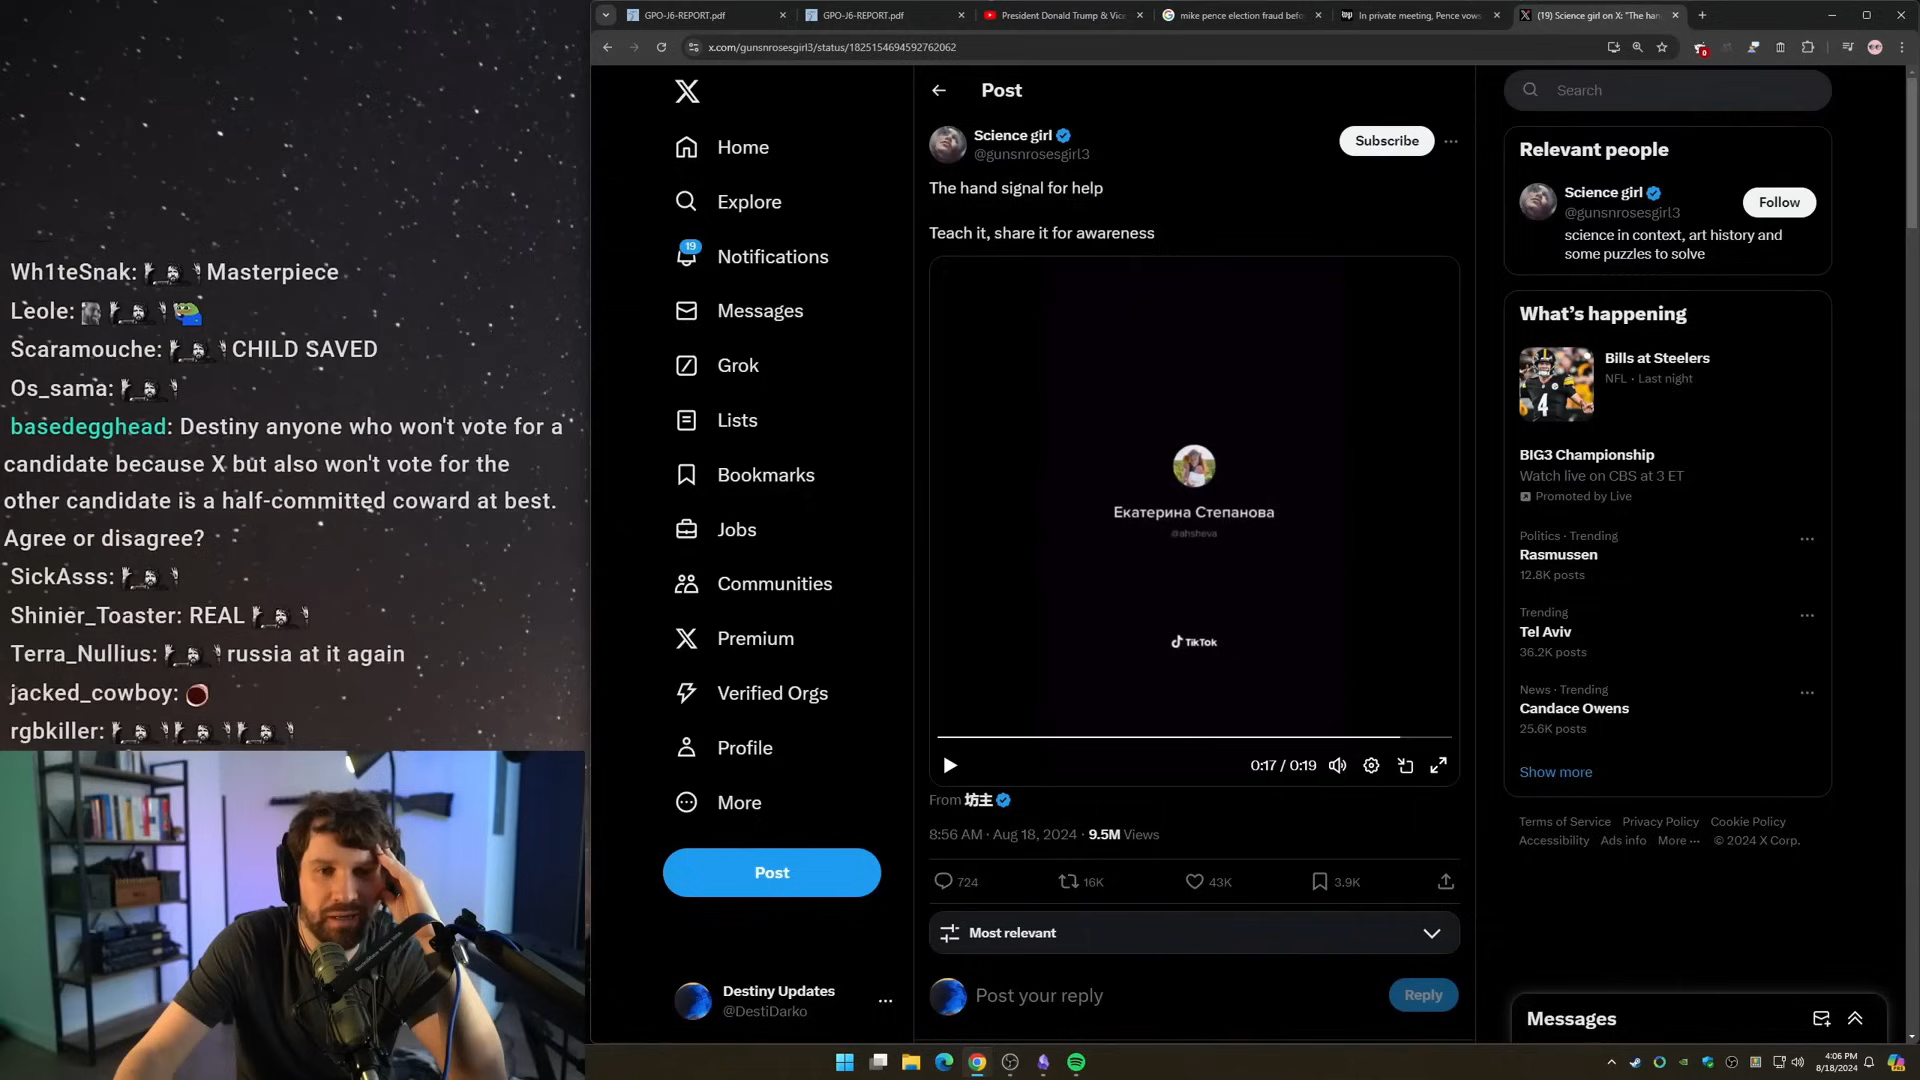 Wh1teSnak: Masterpiece
Leole:
Scaramouche: CHILD SAVED
Os_sama:
basedegghead: Destiny anyone who won't vote for a
candidate because X but also won't vote for the
other candidate is a half-committed coward at best.
Agree or disagree?
SickAsss:
Shinier_Toaster: REAL
Terra_Nullius: russia at it again
jacked_cowboy:
rgbkiller:
GPO-J6-REPORT.pdf
GPO-J6-REPORT.pdf
President Donald Trump & Vice
mike pence election fraud befo
In private meeting, Pence vows
(19) Science girl on X: "The han
x.com/gunsnrosesgirl3/status/1825154694592762062
0
Home
Explore
19
Notifications
Messages
Grok
Lists
Bookmarks
Jobs
Communities
Premium
Verified Orgs
Profile
More
Post
Destiny Updates
@DestiDarko
Post
Science girl
@gunsnrosesgirl3
Subscribe
The hand signal for help
Teach it, share it for awareness
Екатерина Степанова
@ahsheva
TikTok
0:17 / 0:19
From 坊主
8:56 AM · Aug 18, 2024 · 9.5M Views
724
16K
43K
3.9K
Most relevant
Post your reply
Reply
Search
Relevant people
Science girl
@gunsnrosesgirl3
Follow
science in context, art history and
some puzzles to solve
What's happening
Bills at Steelers
NFL · Last night
BIG3 Championship
Watch live on CBS at 3 ET
Promoted by Live
Politics · Trending
Rasmussen
12.8K posts
Trending
Tel Aviv
36.2K posts
News · Trending
Candace Owens
25.6K posts
Show more
Terms of Service Privacy Policy Cookie Policy
Accessibility Ads info More ··· © 2024 X Corp.
Messages
4:06 PM
8/18/2024